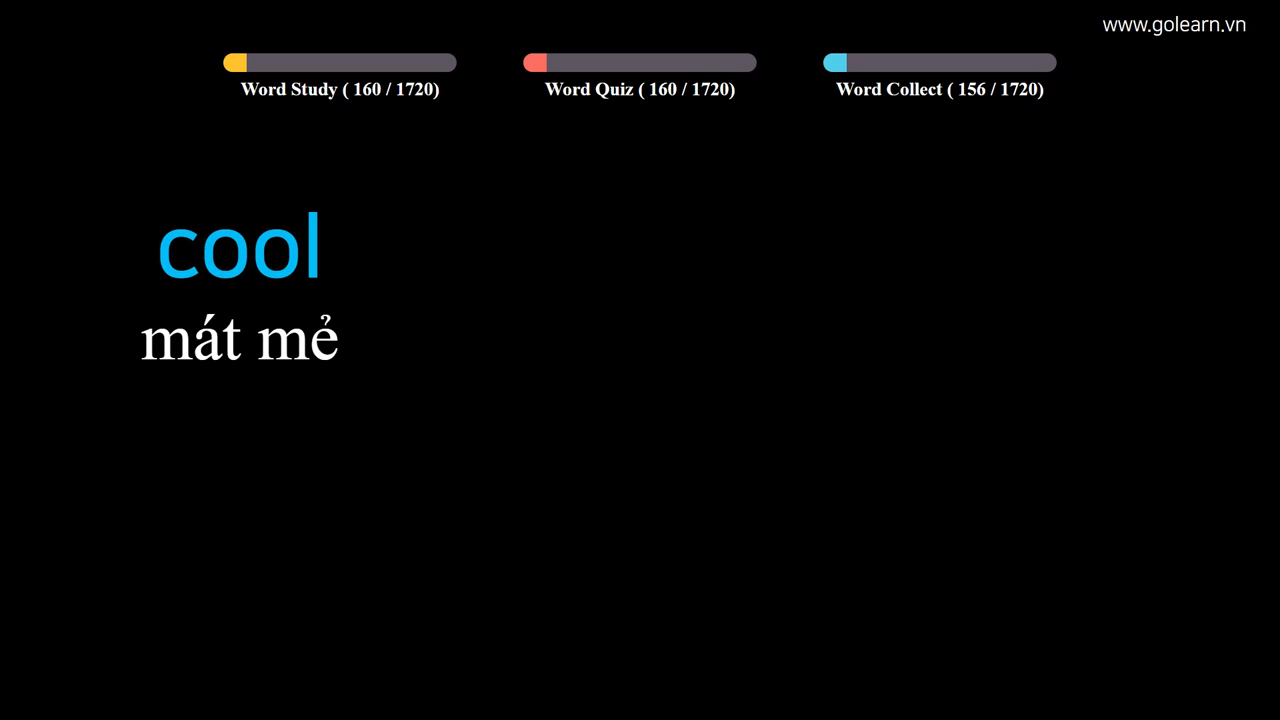 www.golearn.vn
Word Study ( 160 / 1720)
Word Quiz ( 160 / 1720)
Word Collect ( 156 / 1720)
cool
mát mẻ